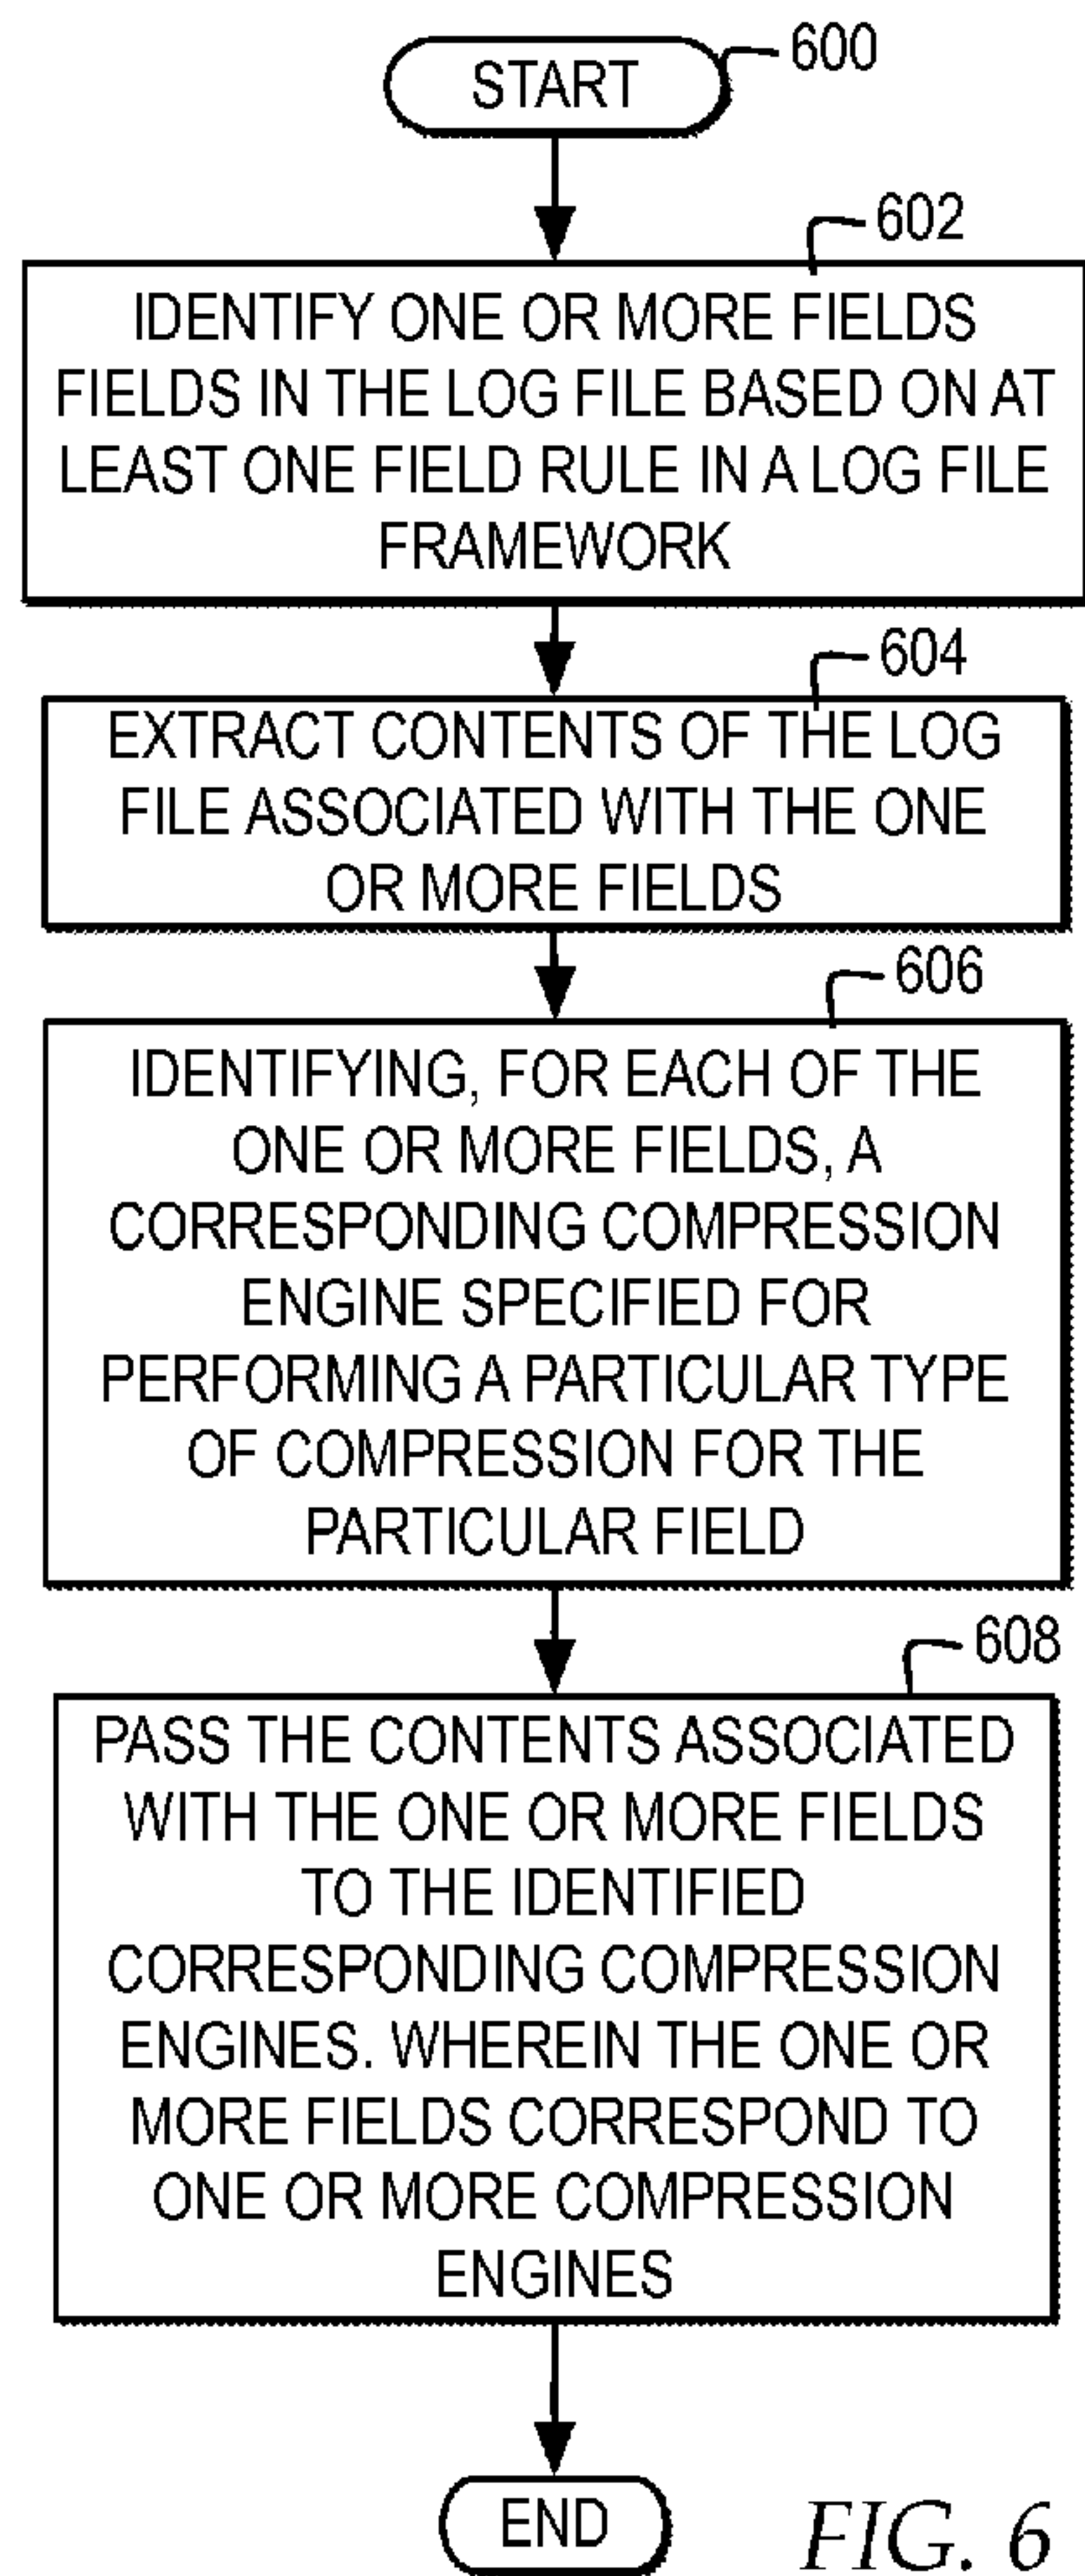 START
600
602
IDENTIFY ONE OR MORE FIELDS
FIELDS IN THE LOG FILE BASED ON AT
LEAST ONE FIELD RULE IN A LOG FILE
FRAMEWORK
604
EXTRACT CONTENTS OF THE LOG
FILE ASSOCIATED WITH THE ONE
OR MORE FIELDS
606
IDENTIFYING, FOR EACH OF THE
ONE OR MORE FIELDS, A
CORRESPONDING COMPRESSION
ENGINE SPECIFIED FOR
PERFORMING A PARTICULAR TYPE
OF COMPRESSION FOR THE
PARTICULAR FIELD
608
PASS THE CONTENTS ASSOCIATED
WITH THE ONE OR MORE FIELDS
TO THE IDENTIFIED
CORRESPONDING COMPRESSION
ENGINES. WHEREIN THE ONE OR
MORE FIELDS CORRESPOND TO
ONE OR MORE COMPRESSION
ENGINES
END
FIG. 6